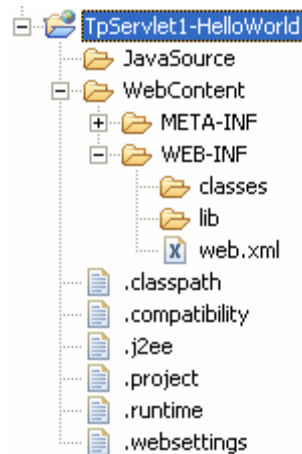 TpServlet1-HelloWorld
JavaSource
WebContent
META-INF
WEB-INF
classes
lib
web.xml
.classpath
.compatibility
.j2ee
.project
.runtime
.websettings